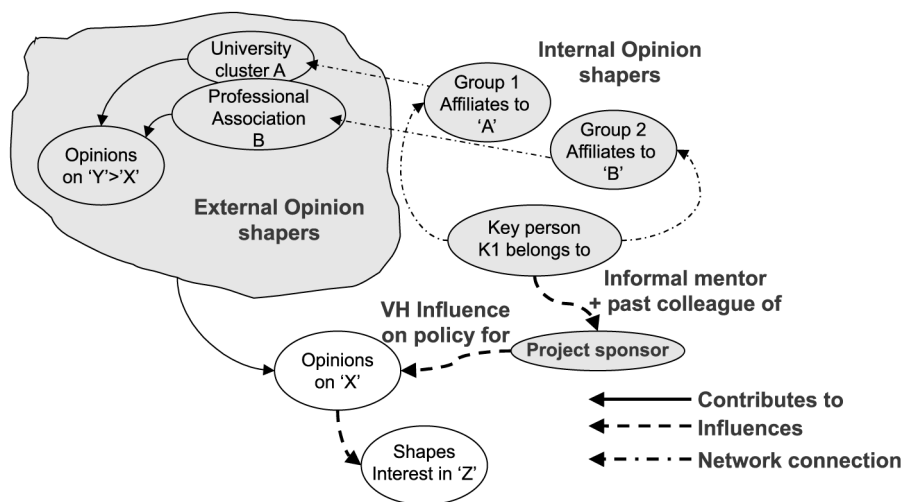 University
cluster A
Professional
Association
B
Opinions
on ‘Y’>’X’
External Opinion
shapers
Internal Opinion
shapers
Group 1
Affiliates to
‘A’
Group 2
Affiliates to
‘B’
Key person
K1 belongs to
Informal mentor
+ past colleague of
VH Influence
on policy for
Project sponsor
Opinions
on ‘X’
Shapes
Interest in ‘Z’
Contributes to
Influences
Network connection